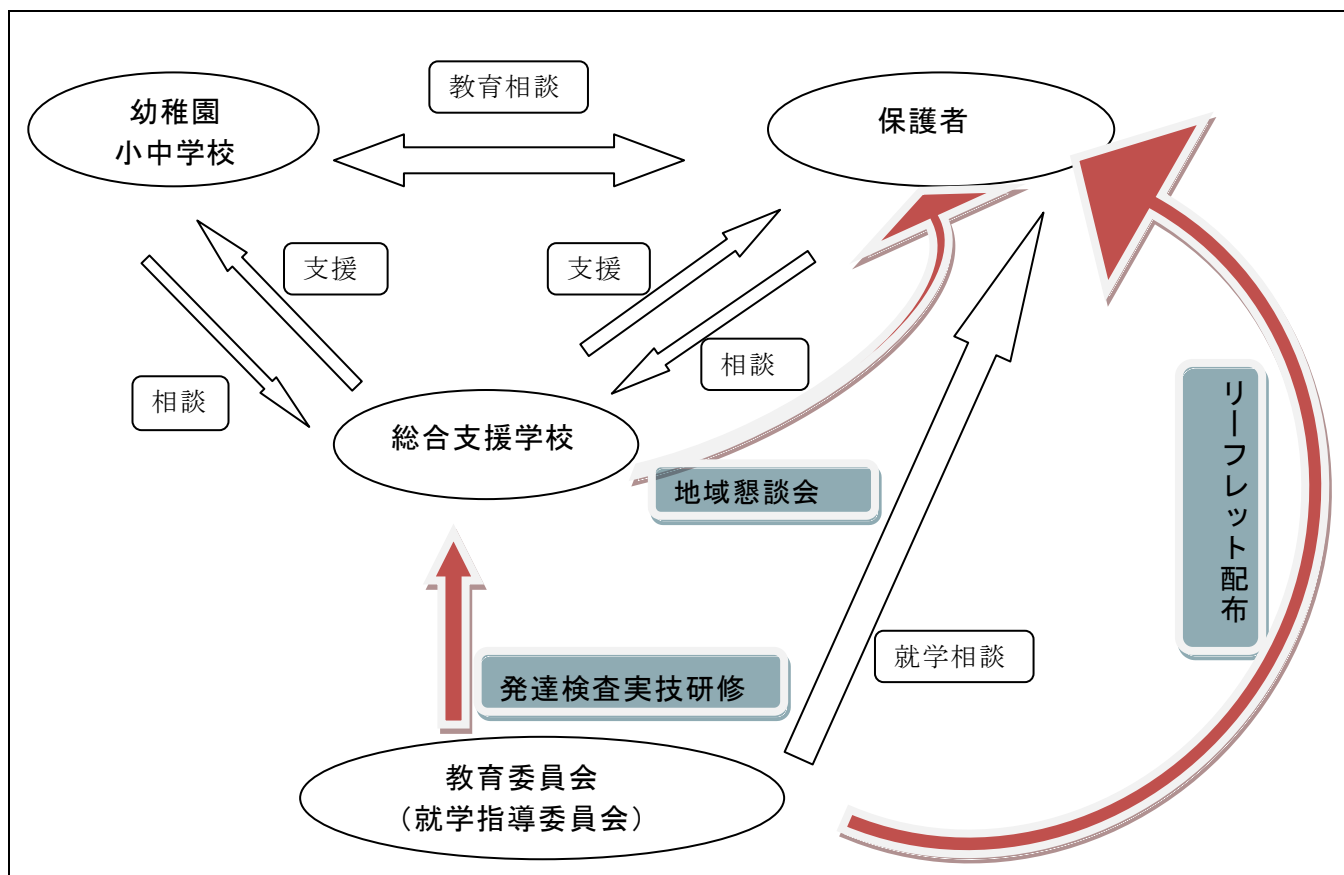 教育相談
幼稚園
小中学校
保護者
支援
支援
相談
相談
総合支援学校
地域懇談会
リーフレット配布
就学相談
発達検査実技研修
教育委員会
（就学指導委員会）